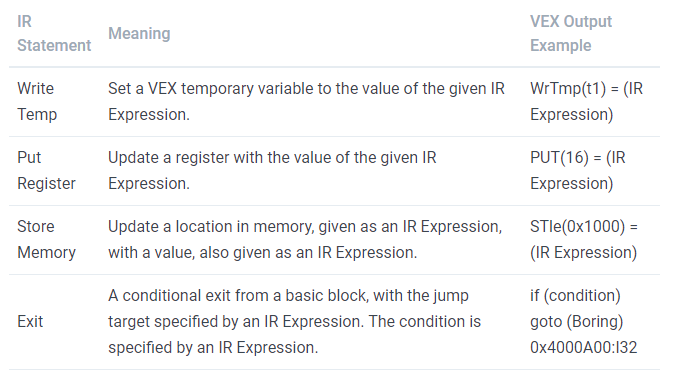 IR
Statement
Meaning
VEX Output
Example
Write
Temp
Set a VEX temporary variable to the value of the given IR
Expression.
WrTmp(t1) = (IR
Expression)
Put
Register
Update a register with the value of the given IR
Expression.
PUT(16) = (IR
Expression)
Store
Memory
Update a location in memory, given as an IR Expression,
with a value, also given as an IR Expression.
STle(0x1000) =
(IR Expression)
Exit
A conditional exit from a basic block, with the jump
target specified by an IR Expression. The condition is
specified by an IR Expression.
if (condition)
goto (Boring)
0x4000A00:I32